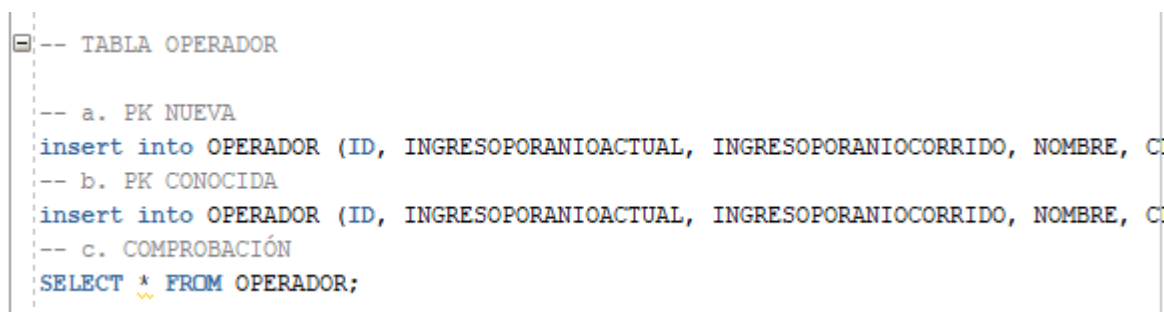 -- TABLA OPERADOR
-- a. PK NUEVA
insert into OPERADOR (ID, INGRESOPORANIOACTUAL, INGRESOPORANIOCORRIDO, NOMBRE,
-- b. PK CONOCIDA
insert into OPERADOR (ID, INGRESOPORANIOACTUAL, INGRESOPORANIOCORRIDO, NOMBRE,
-- c. COMPROBACIÓN
SELECT * FROM OPERADOR;